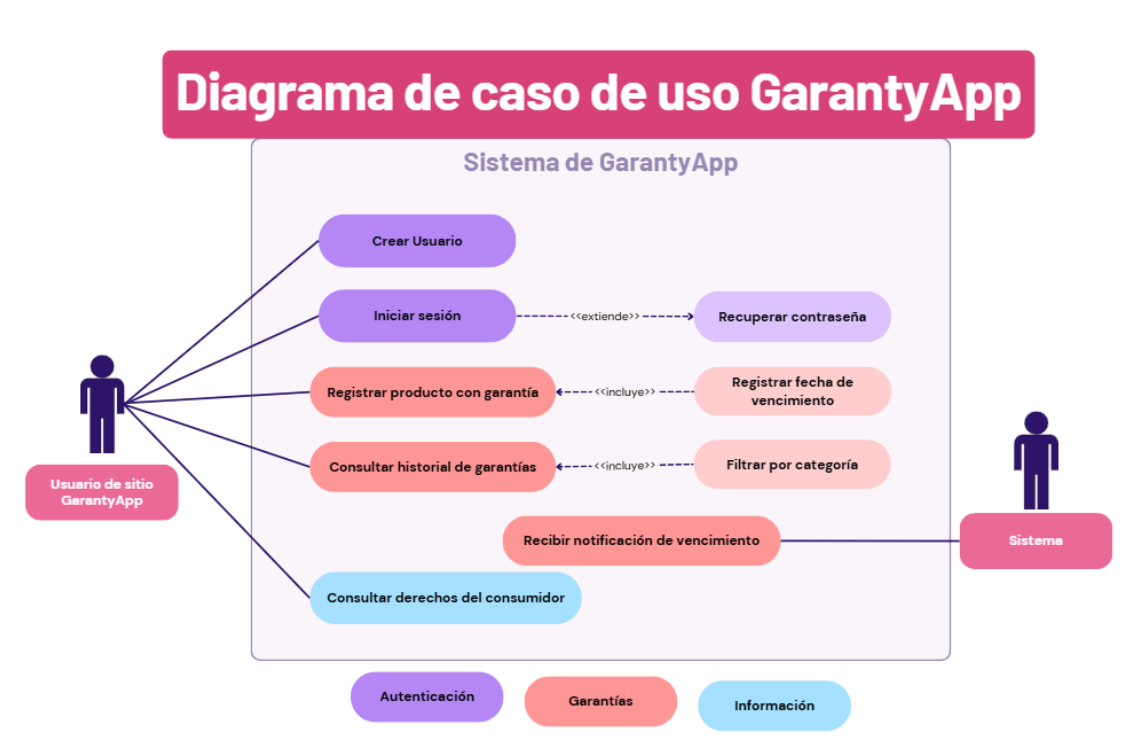 Diagrama de caso de uso GarantyApp
Sistema de GarantyApp
Crear Usuario
Iniciar sesión
<<extiende>>
Recuperar contraseña
Registrar producto con garantía
<<incluye>>
Registrar fecha de
vencimiento
Consultar historial de garantías
<<incluye>>
Filtrar por categoría
Usuario de sitio
GarantyApp
Recibir notificación de vencimiento
Sistema
Consultar derechos del consumidor
Autenticación
Garantías
Información